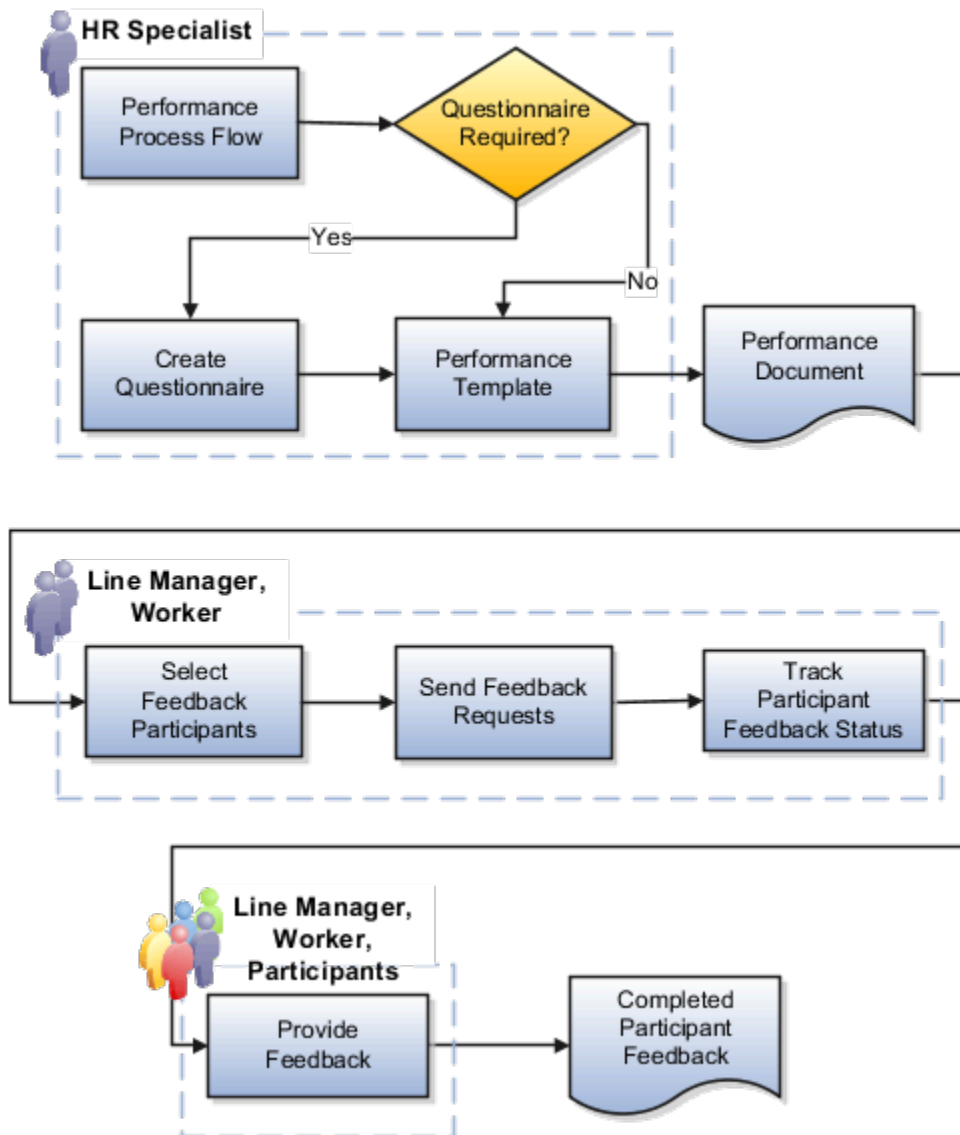 HR Specialist
Performance
Process Flow
Questionnaire
Required?
Yes
No
Create
Questionnaire
Performance
Template
Performance
Document
Line Manager,
Worker
Select
Feedback
Participants
Send Feedback
Requests
Track
Participant
Feedback Status
Line Manager,
Worker,
Participants
Provide
Feedback
Completed
Participant
Feedback